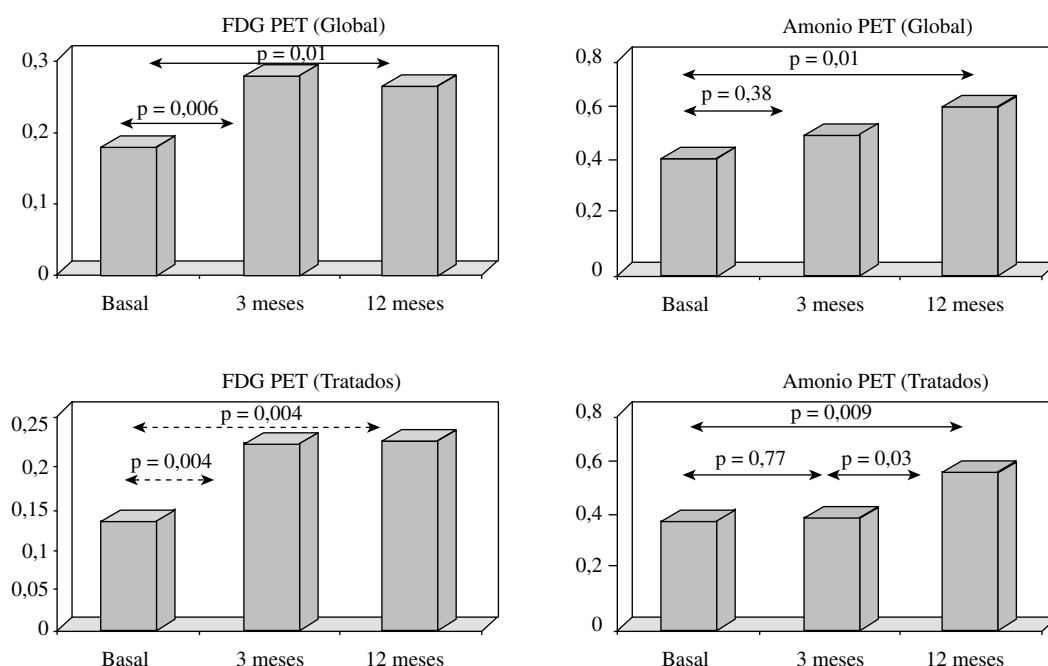 FDG PET (Global)
p = 0,01
p = 0,006
0,3
0,2
0,1
0
Basal 3 meses 12 meses
Amonio PET (Global)
p = 0,01
p = 0,38
0,8
0,6
0,4
0,2
0
Basal 3 meses 12 meses
FDG PET (Tratados)
p = 0,004
p = 0,004
0,25
0,2
0,15
0,1
0,05
0
Basal 3 meses 12 meses
Amonio PET (Tratados)
p = 0,009
p = 0,77 p = 0,03
0,8
0,6
0,4
0,2
0
Basal 3 meses 12 meses